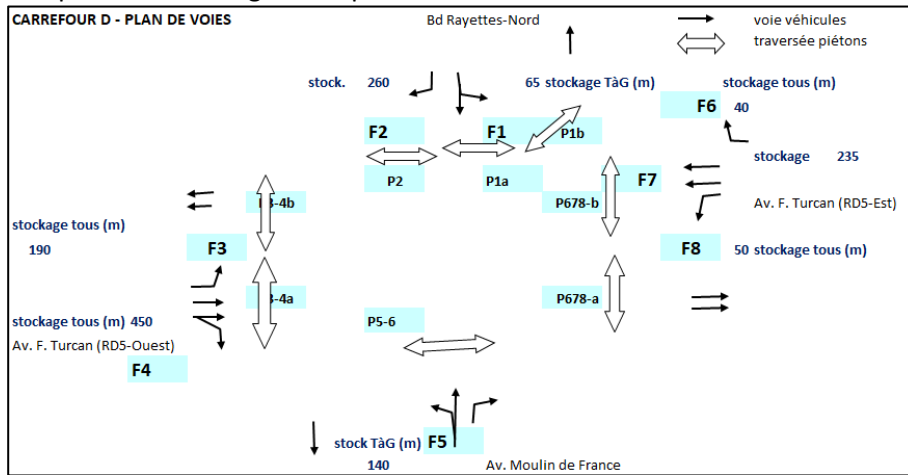 CARREFOUR D - PLAN DE VOIES
Bd Rayettes-Nord
voie véhicules
traversée piétons
stock. 260
65 stockage TàG (m)
stockage tous (m)
F6 40
F2 F1 P1b
stockage 235
P2 P1a F7
P678-b
Av. F. Turcan (RD5-Est)
3-4b
stockage tous (m)
190 F3
F8 50 stockage tous (m)
3-4a P678-a
stockage tous (m) 450 P5-6
Av. F. Turcan (RD5-Ouest)
F4
stock TàG (m) F5
140 Av. Moulin de France